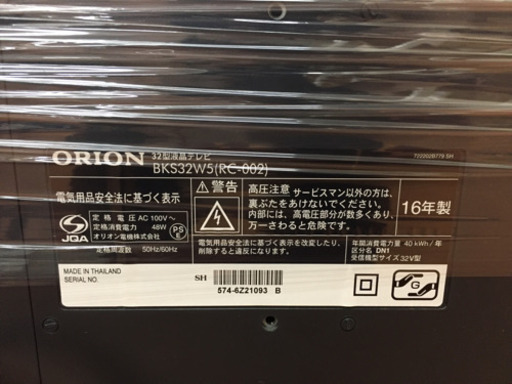 ORION
32型液晶テレビ
BKS32W5(RC-002)
電気用品安全法に基づく表示
JQA
定格電圧 AC 100V~
定格消費電力 48W
オリオン電機株式会社
定格周波数 50Hz/60Hz
PS
E
警告
高圧注意 サービスマン以外の方は、
裏ぶたをあけないでください。
内部には、高電圧部分が数多くあり、
万一さわると危険です。
電気用品安全法に基づく表示を改変したり、
削除すると違反になります。
16年製
年間消費電力量 40 kWh/年
区分名 DN1
受信機型サイズ 32V型
MADE IN THAILAND
SERIAL NO.
SH
574-6Z21093 B
G